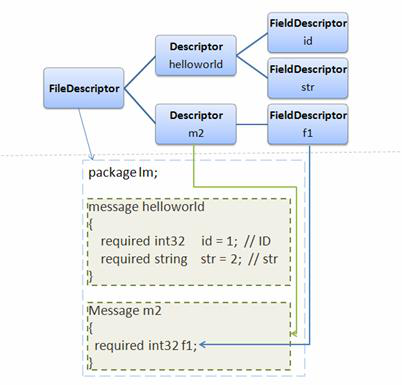 FieldDescriptor
id
Descriptor
helloworld
FieldDescriptor
str
FileDescriptor
Descriptor
m2
FieldDescriptor
f1
package lm;
message helloworld
{
required int32 id = 1; // ID
required string str = 2; // str
}
Message m2
{
required int32 f1;
}